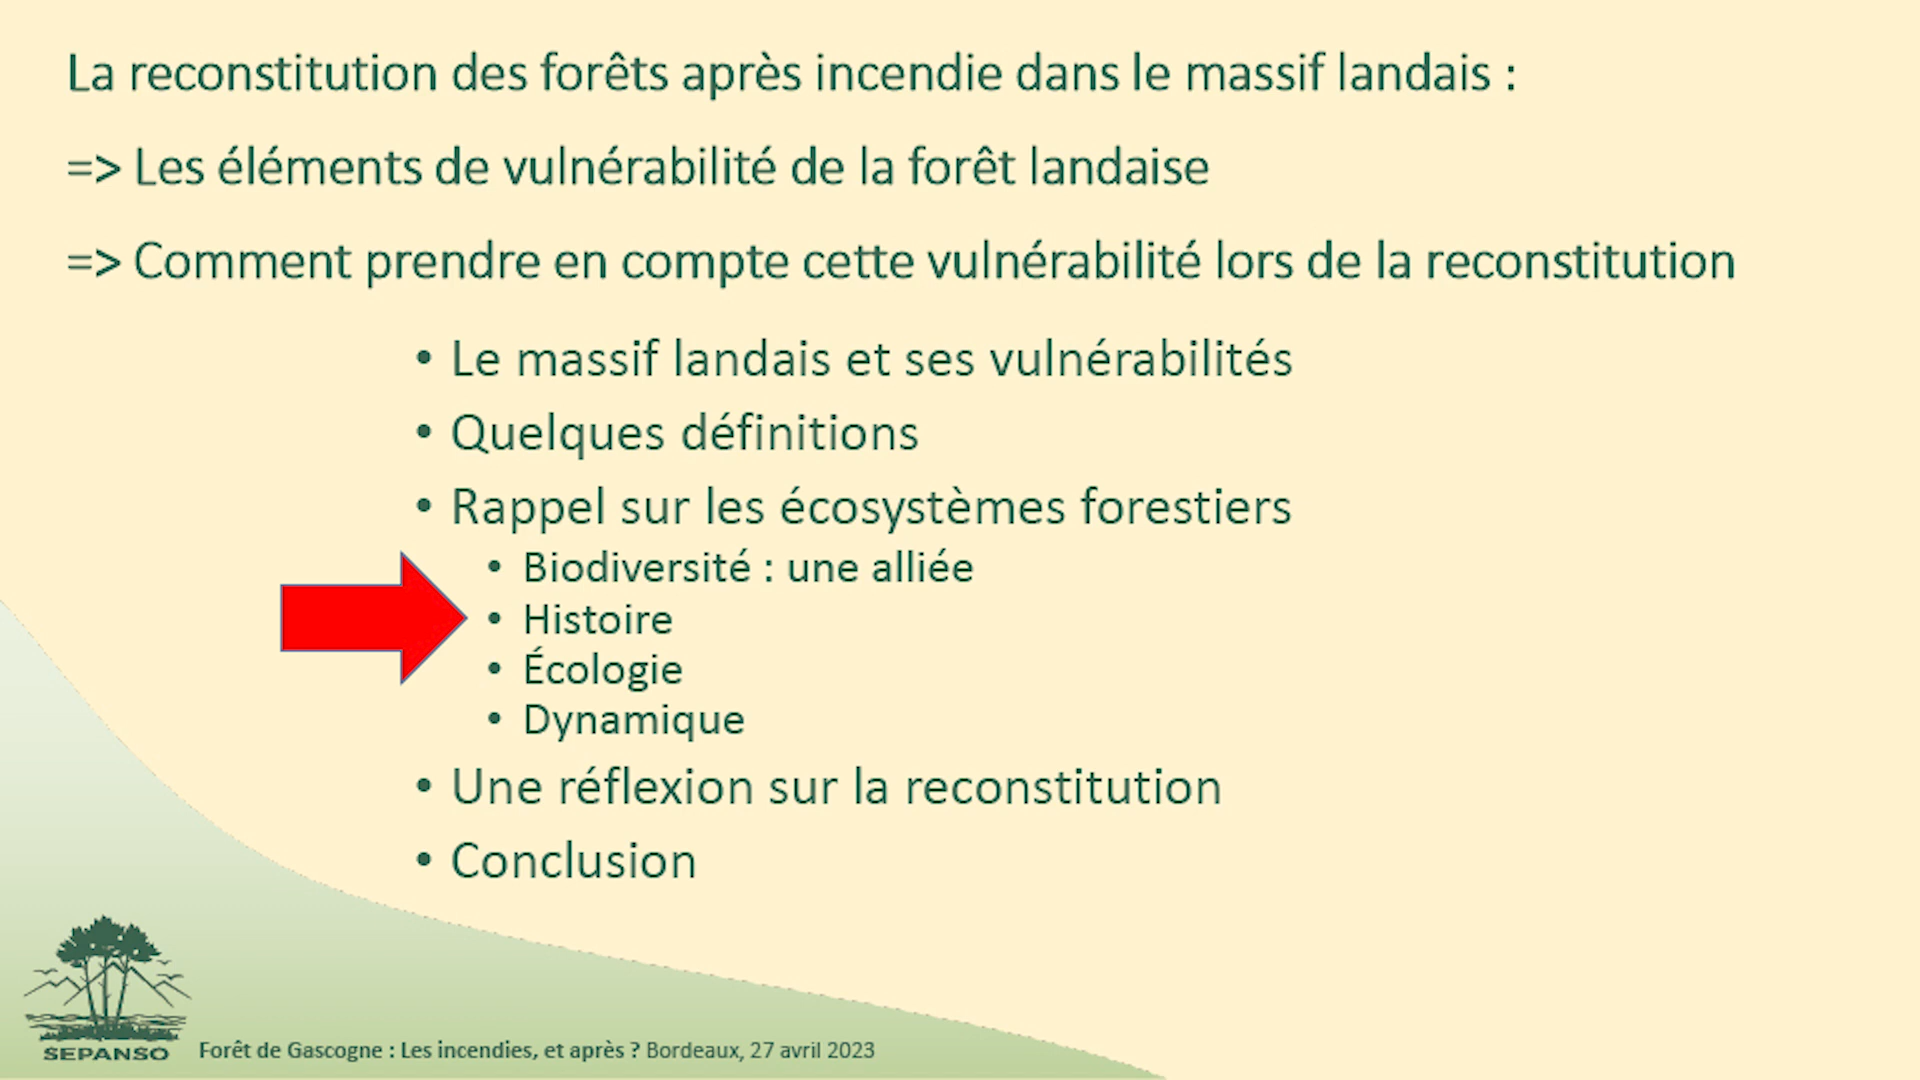 La reconstitution des forêts après incendie dans le massif landais :
=> Les éléments de vulnérabilité de la forêt landaise
=> Comment prendre en compte cette vulnérabilité lors de la reconstitution
• Le massif landais et ses vulnérabilités
• Quelques définitions
• Rappel sur les écosystèmes forestiers
• Biodiversité : une alliée
• Histoire
• Écologie
• Dynamique
• Une réflexion sur la reconstitution
• Conclusion
SEPANSO
Forêt de Gascogne : Les incendies, et après ? Bordeaux, 27 avril 2023